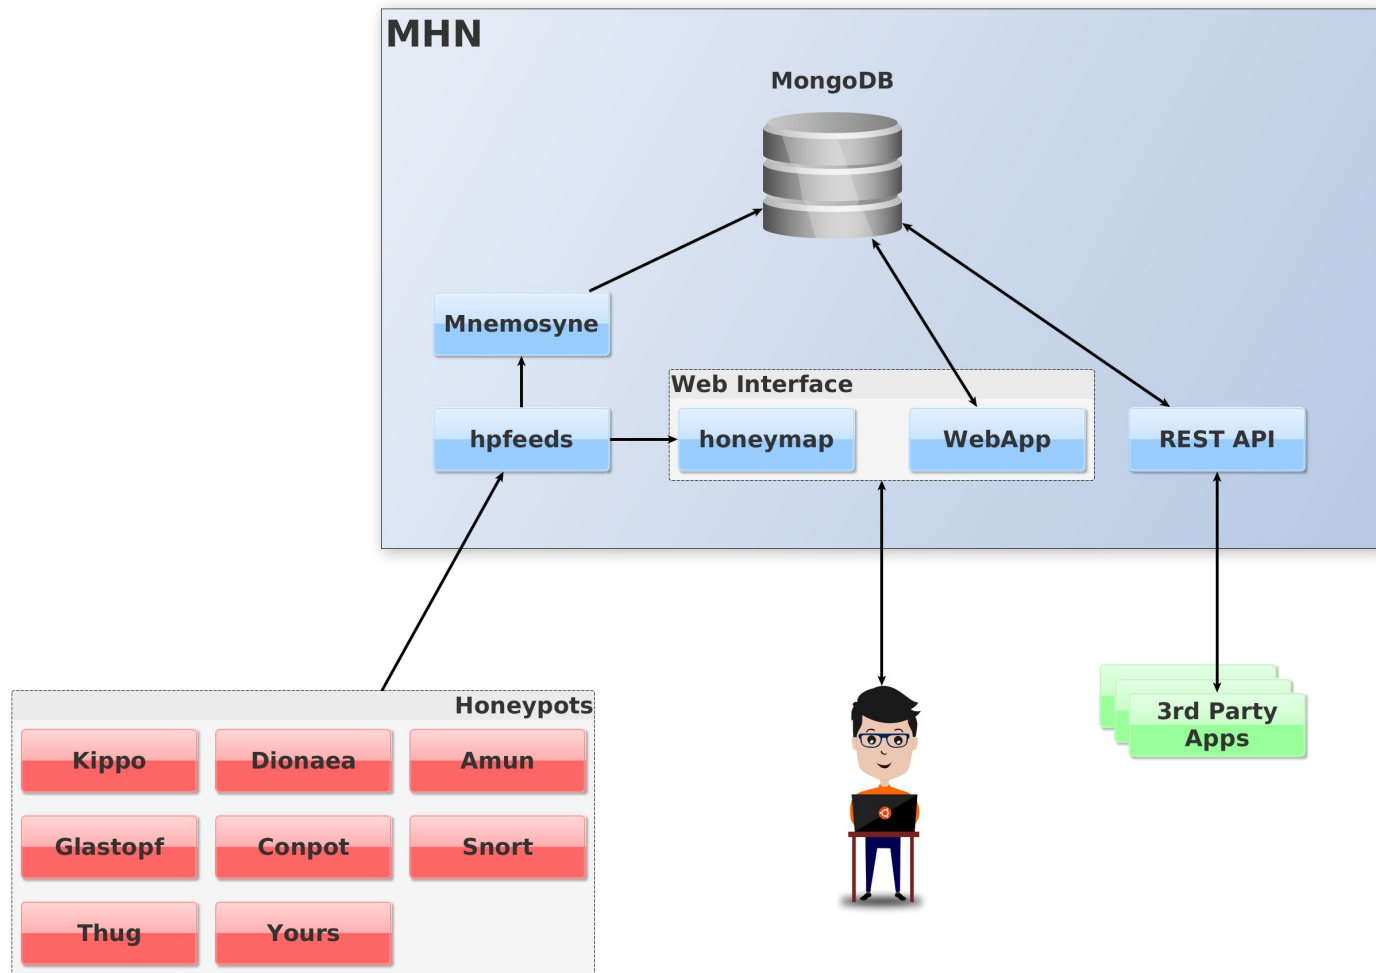 MHN
MongoDB
Mnemosyne
Web Interface
hpfeeds
honeymap
WebApp
REST API
Honeypots
Kippo
Dionaea
Amun
Glastopf
Conpot
Snort
Thug
Yours
3rd Party
Apps